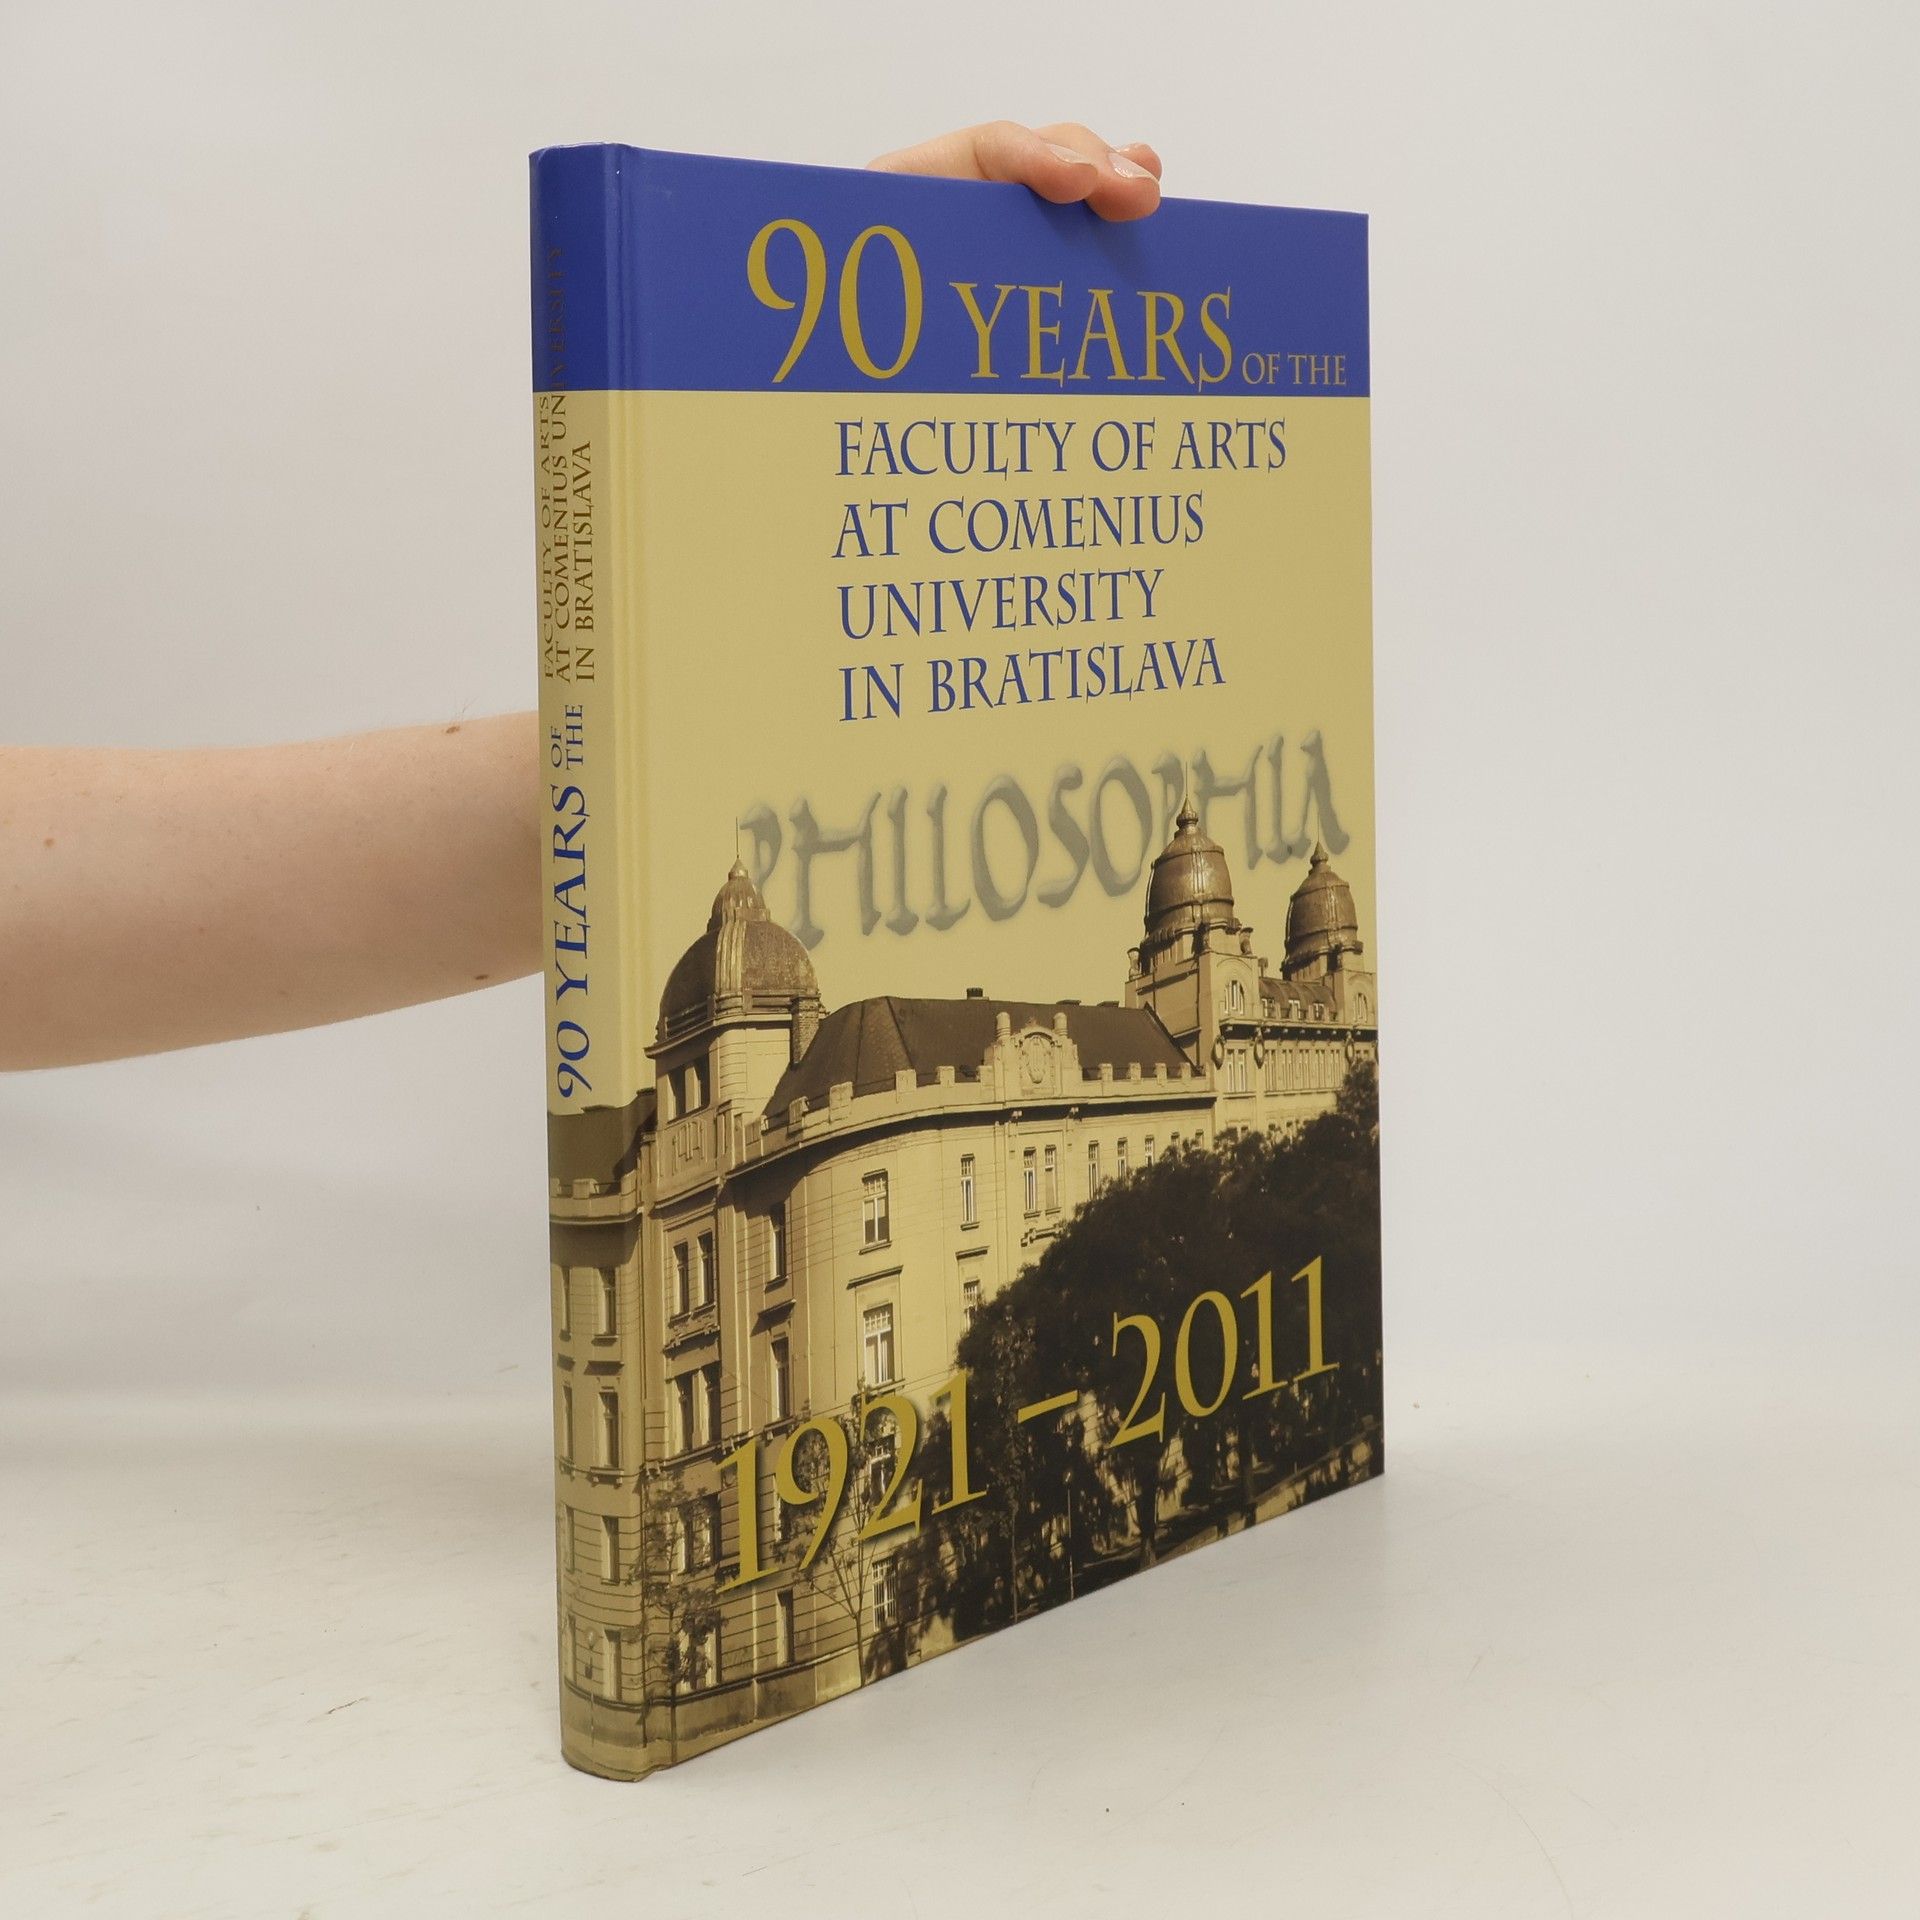 90 YEARS OF THE
FACULTY OF ARTS
AT COMENIUS
UNIVERSITY
IN BRATISLAVA
PHILOSOPHIA
1921 – 2011
90 YEARS OF THE
FACULTY OF ARTS
AT COMENIUS UNIVERSITY
IN BRATISLAVA